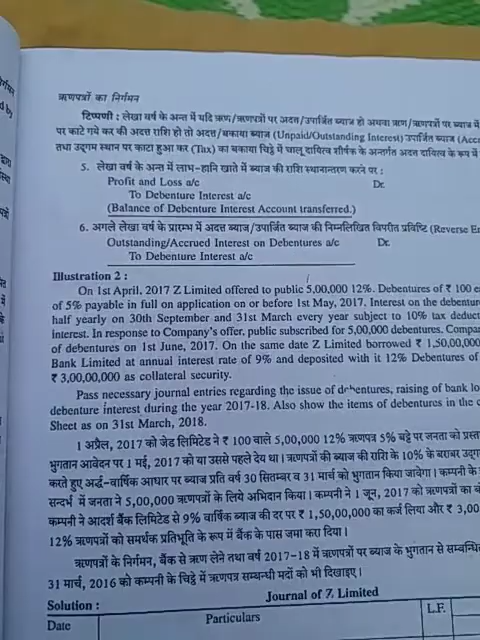 ऋणपत्रों का निर्गमन
टिप्पणी : लेखा वर्ष के अन्त में यदि ऋण/ऋणपत्रों पर अदत्त/उपार्जित ब्याज हो अथवा ऋण/ऋणपत्रों पर ब्याज में
पर काटे गये कर की अदत्त राशि हो तो अदत्त/बकाया ब्याज (Unpaid/Outstanding Interest) उपार्जित ब्याज
तथा उद्गम स्थान पर काटा हुआ कर (Tax) का बकाया चिट्ठे में चालू दायित्व शीर्षक के अन्तर्गत अदत्त दायित्व के रूप में
5. लेखा वर्ष के अन्त में लाभ-हानि खाते में ब्याज की राशि स्थानान्तरण करने पर :
Profit and Loss a/c Dr.
To Debenture Interest a/c
(Balance of Debenture Interest Account transferred.)
6. अगले लेखा वर्ष के प्रारम्भ में अदत्त ब्याज/उपार्जित ब्याज की निम्नलिखित विपरीत प्रविष्टि (Reverse
Outstanding/Accrued Interest on Debentures a/c Dr.
To Debenture Interest a/c
Illustration 2 :
On 1st April, 2017 Z Limited offered to public 5,00,000 12%. Debentures of ₹ 100
of 5% payable in full on application on or before 1st May, 2017. Interest on the
half yearly on 30th September and 31st March every year subject to 10% tax
interest. In response to Company's offer, public subscribed for 5,00,000 debentures.
of debentures on 1st June, 2017. On the same date Z Limited borrowed ₹ 1,50,00,000
Bank Limited at annual interest rate of 9% and deposited with it 12% Debentures of
₹ 3,00,00,000 as collateral security.
Pass necessary journal entries regarding the issue of debentures, raising of bank
debenture interest during the year 2017-18. Also show the items of debentures in the
Sheet as on 31st March, 2018.
1 अप्रैल, 2017 को जेड लिमिटेड ने ₹ 100 वाले 5,00,000 12% ऋणपत्र 5% बट्टे पर जनता को
भुगतान आवेदन पर 1 मई, 2017 को या उससे पहले देय था। ऋणपत्रों की ब्याज की राशि के 10% के बराबर
करते हुए अर्द्ध-वार्षिक आधार पर ब्याज प्रति वर्ष 30 सितम्बर व 31 मार्च को भुगतान किया जावेगा। कम्पनी के
सन्दर्भ में जनता ने 5,00,000 ऋणपत्रों के लिये अभिदान किया। कम्पनी ने 1 जून, 2017 को ऋणपत्रों का
कम्पनी ने आदर्श बैंक लिमिटेड से 9% वार्षिक ब्याज की दर पर ₹ 1,50,00,000 का कर्ज लिया और ₹ 3,00
12% ऋणपत्रों को समर्थक प्रतिभूति के रूप में बैंक के पास जमा करा दिया।
ऋणपत्रों के निर्गमन, बैंक से ऋण लेने तथा वर्ष 2017-18 में ऋणपत्रों पर ब्याज के भुगतान से
31 मार्च, 2016 को कम्पनी के चिट्ठे में ऋणपत्र सम्बन्धी मदों को भी दिखाइए।
Solution : Journal of Z Limited
Date Particulars L.F.